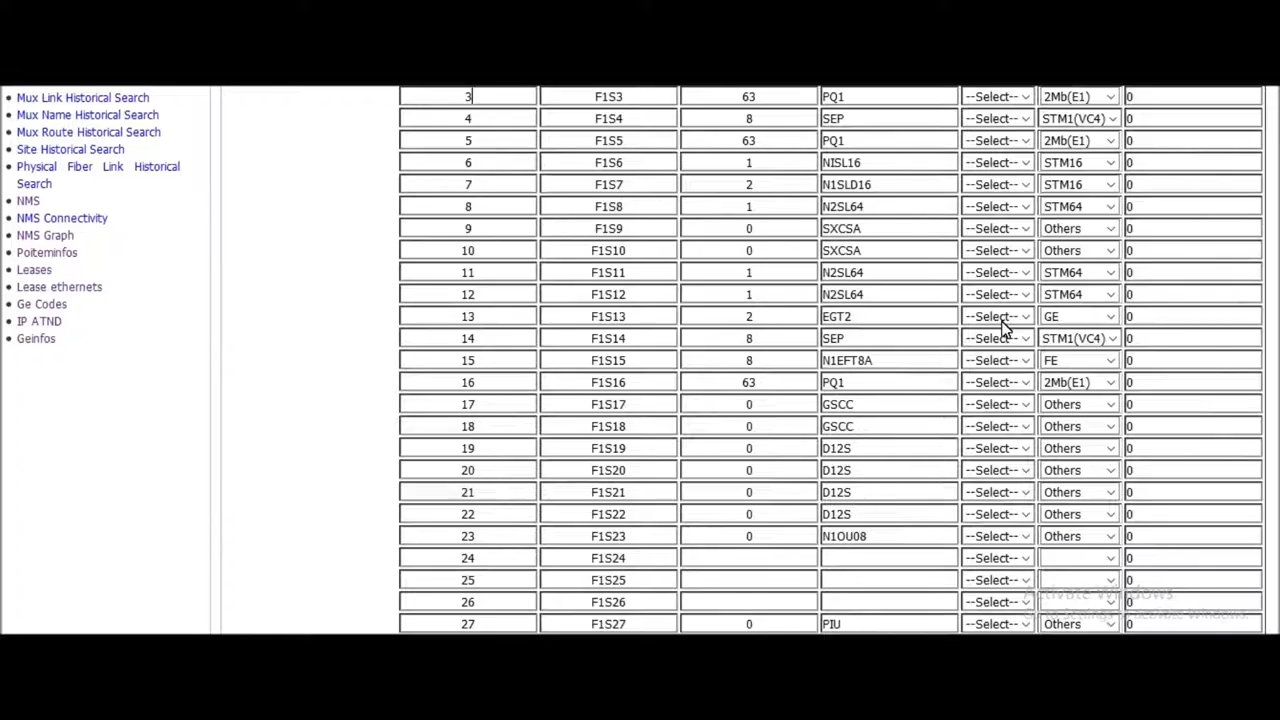 Mux Link Historical Search
Mux Name Historical Search
Mux Route Historical Search
Site Historical Search
Physical Fiber Link Historical
Search
NMS
NMS Connectivity
NMS Graph
Poiteminfos
Leases
Lease ethernets
Ge Codes
IP ATND
Geinfos
3 F1S3 63 PQ1 --Select-- 2Mb(E1) 0
4 F1S4 8 SEP --Select-- STM1(VC4) 0
5 F1S5 63 PQ1 --Select-- 2Mb(E1) 0
6 F1S6 1 NISL16 --Select-- STM16 0
7 F1S7 2 N1SLD16 --Select-- STM16 0
8 F1S8 1 N2SL64 --Select-- STM64 0
9 F1S9 0 SXCSA --Select-- Others 0
10 F1S10 0 SXCSA --Select-- Others 0
11 F1S11 1 N2SL64 --Select-- STM64 0
12 F1S12 1 N2SL64 --Select-- STM64 0
13 F1S13 2 EGT2 --Select-- GE 0
14 F1S14 8 SEP --Select-- STM1(VC4) 0
15 F1S15 8 N1EFT8A --Select-- FE 0
16 F1S16 63 PQ1 --Select-- 2Mb(E1) 0
17 F1S17 0 GSCC --Select-- Others 0
18 F1S18 0 GSCC --Select-- Others 0
19 F1S19 0 D12S --Select-- Others 0
20 F1S20 0 D12S --Select-- Others 0
21 F1S21 0 D12S --Select-- Others 0
22 F1S22 0 D12S --Select-- Others 0
23 F1S23 0 N1OU08 --Select-- Others 0
24 F1S24 --Select-- 0
25 F1S25 --Select-- 0
26 F1S26 --Select-- 0
27 F1S27 0 PIU --Select-- Others 0
Activate Windows
Go to Settings to activate Windows.